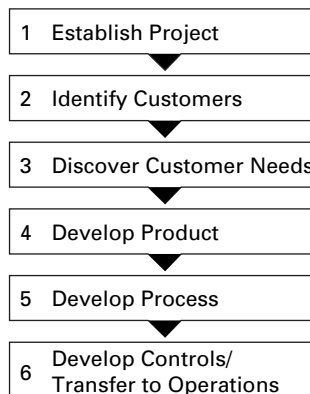 1 Establish Project
2 Identify Customers
3 Discover Customer Needs
4 Develop Product
5 Develop Process
6 Develop Controls/
Transfer to Operations